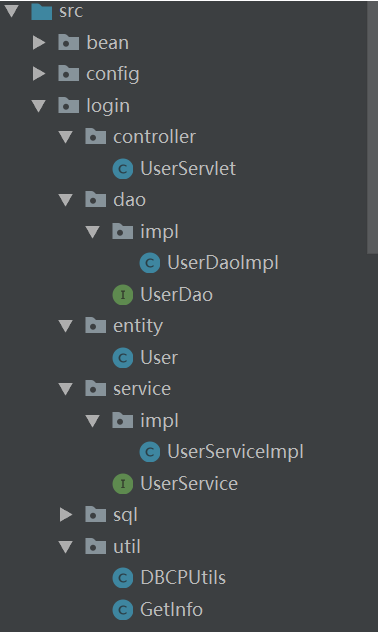 src
bean
config
login
controller
C UserServlet
dao
impl
C UserDaoImpl
I UserDao
entity
C User
service
impl
C UserServiceImpl
I UserService
sql
util
C DBCPUtils
C GetInfo